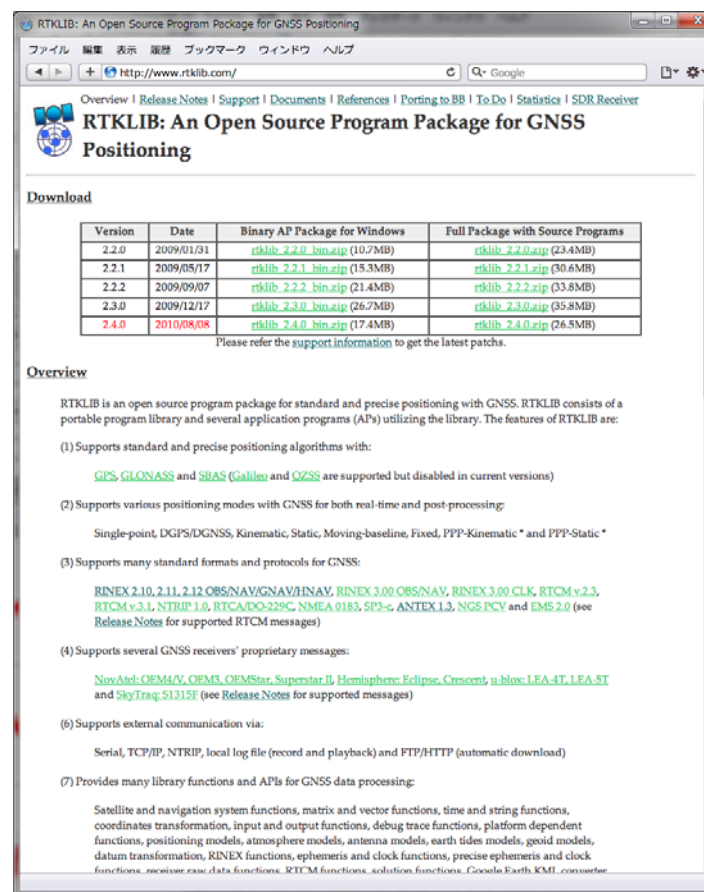 RTKLIB: An Open Source Program Package for GNSS Positioning
ファイル 編集 表示 履歴 ブックマーク ウィンドウ ヘルプ
http://www.rtklib.com/
Google
Overview | Release Notes | Support | Documents | References | Porting to BB | To Do | Statistics | SDR Receiver
RTKLIB: An Open Source Program Package for GNSS
Positioning
Download
Version Date Binary AP Package for Windows Full Package with Source Programs
2.2.0 2009/01/31 rtklib_2.2.0_bin.zip (10.7MB) rtklib_2.2.0.zip (23.4MB)
2.2.1 2009/05/17 rtklib_2.2.1_bin.zip (15.3MB) rtklib_2.2.1.zip (30.6MB)
2.2.2 2009/09/07 rtklib_2.2.2_bin.zip (21.4MB) rtklib_2.2.2.zip (33.8MB)
2.3.0 2009/12/17 rtklib_2.3.0_bin.zip (26.7MB) rtklib_2.3.0.zip (35.8MB)
2.4.0 2010/08/08 rtklib_2.4.0_bin.zip (17.4MB) rtklib_2.4.0.zip (26.5MB)
Please refer the support information to get the latest patchs.
Overview
RTKLIB is an open source program package for standard and precise positioning with GNSS. RTKLIB consists of a
portable program library and several application programs (APs) utilizing the library. The features of RTKLIB are:
(1) Supports standard and precise positioning algorithms with:
GPS, GLONASS and SBAS (Galileo and QZSS are supported but disabled in current versions)
(2) Supports various positioning modes with GNSS for both real-time and post-processing:
Single-point, DGPS/DGNSS, Kinematic, Static, Moving-baseline, Fixed, PPP-Kinematic * and PPP-Static *
(3) Supports many standard formats and protocols for GNSS:
RINEX 2.10, 2.11, 2.12 OBS/NAV/GNAV/HNAV, RINEX 3.00 OBS/NAV, RINEX 3.00 CLK, RTCM v.2.3,
RTCM v.3.1, NTRIP 1.0, RTCA/DO-229C, NMEA 0183, SP3-c, ANTEX 1.3, NGS PCV and EMS 2.0 (see
Release Notes for supported RTCM messages)
(4) Supports several GNSS receivers' proprietary messages:
NovAtel: OEM4/V, OEM3, OEMStar, Superstar II, Hemisphere: Eclipse, Crescent, u-blox: LEA-4T, LEA-5T
and SkyTraq: S1315F (see Release Notes for supported messages)
(6) Supports external communication via:
Serial, TCP/IP, NTRIP, local log file (record and playback) and FTP/HTTP (automatic download)
(7) Provides many library functions and APIs for GNSS data processing:
Satellite and navigation system functions, matrix and vector functions, time and string functions,
coordinates transformation, input and output functions, debug trace functions, platform dependent
functions, positioning models, atmosphere models, antenna models, earth tides models, geoid models,
datum transformation, RINEX functions, ephemeris and clock functions, precise ephemeris and clock
functions, receiver raw data functions, RTCM functions, solution functions, Google Earth KML converter